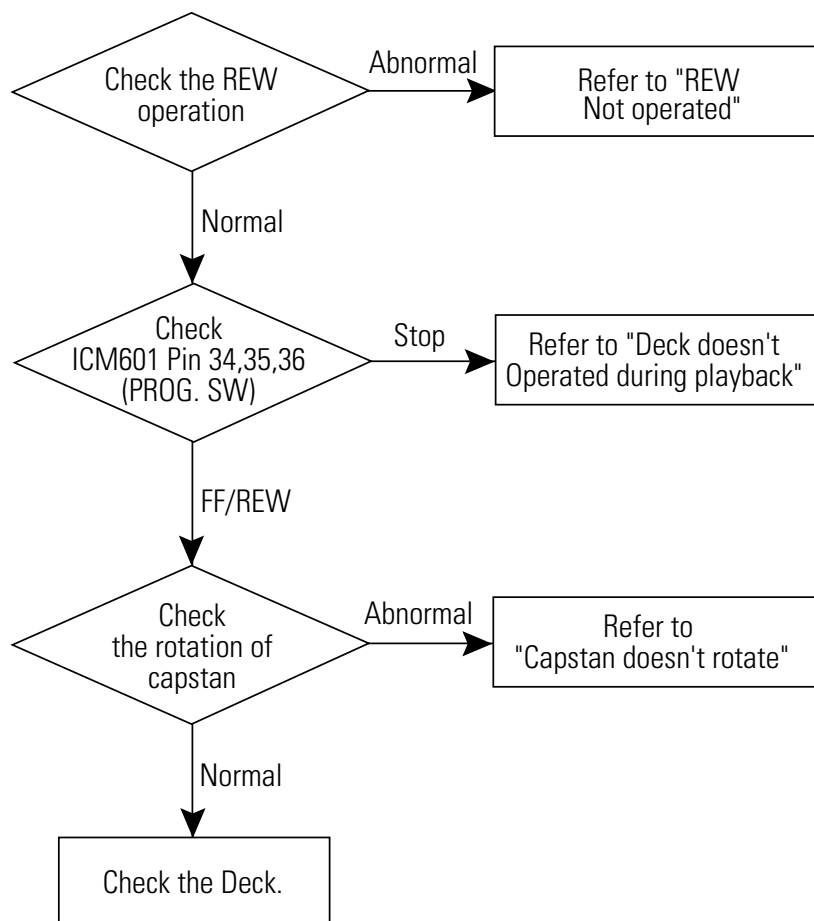 Check the REW
operation
Abnormal
Refer to "REW
Not operated"
Normal
Check
ICM601 Pin 34,35,36
(PROG. SW)
Stop
Refer to "Deck doesn't
Operated during playback"
FF/REW
Check
the rotation of
capstan
Abnormal
Refer to
"Capstan doesn't rotate"
Normal
Check the Deck.